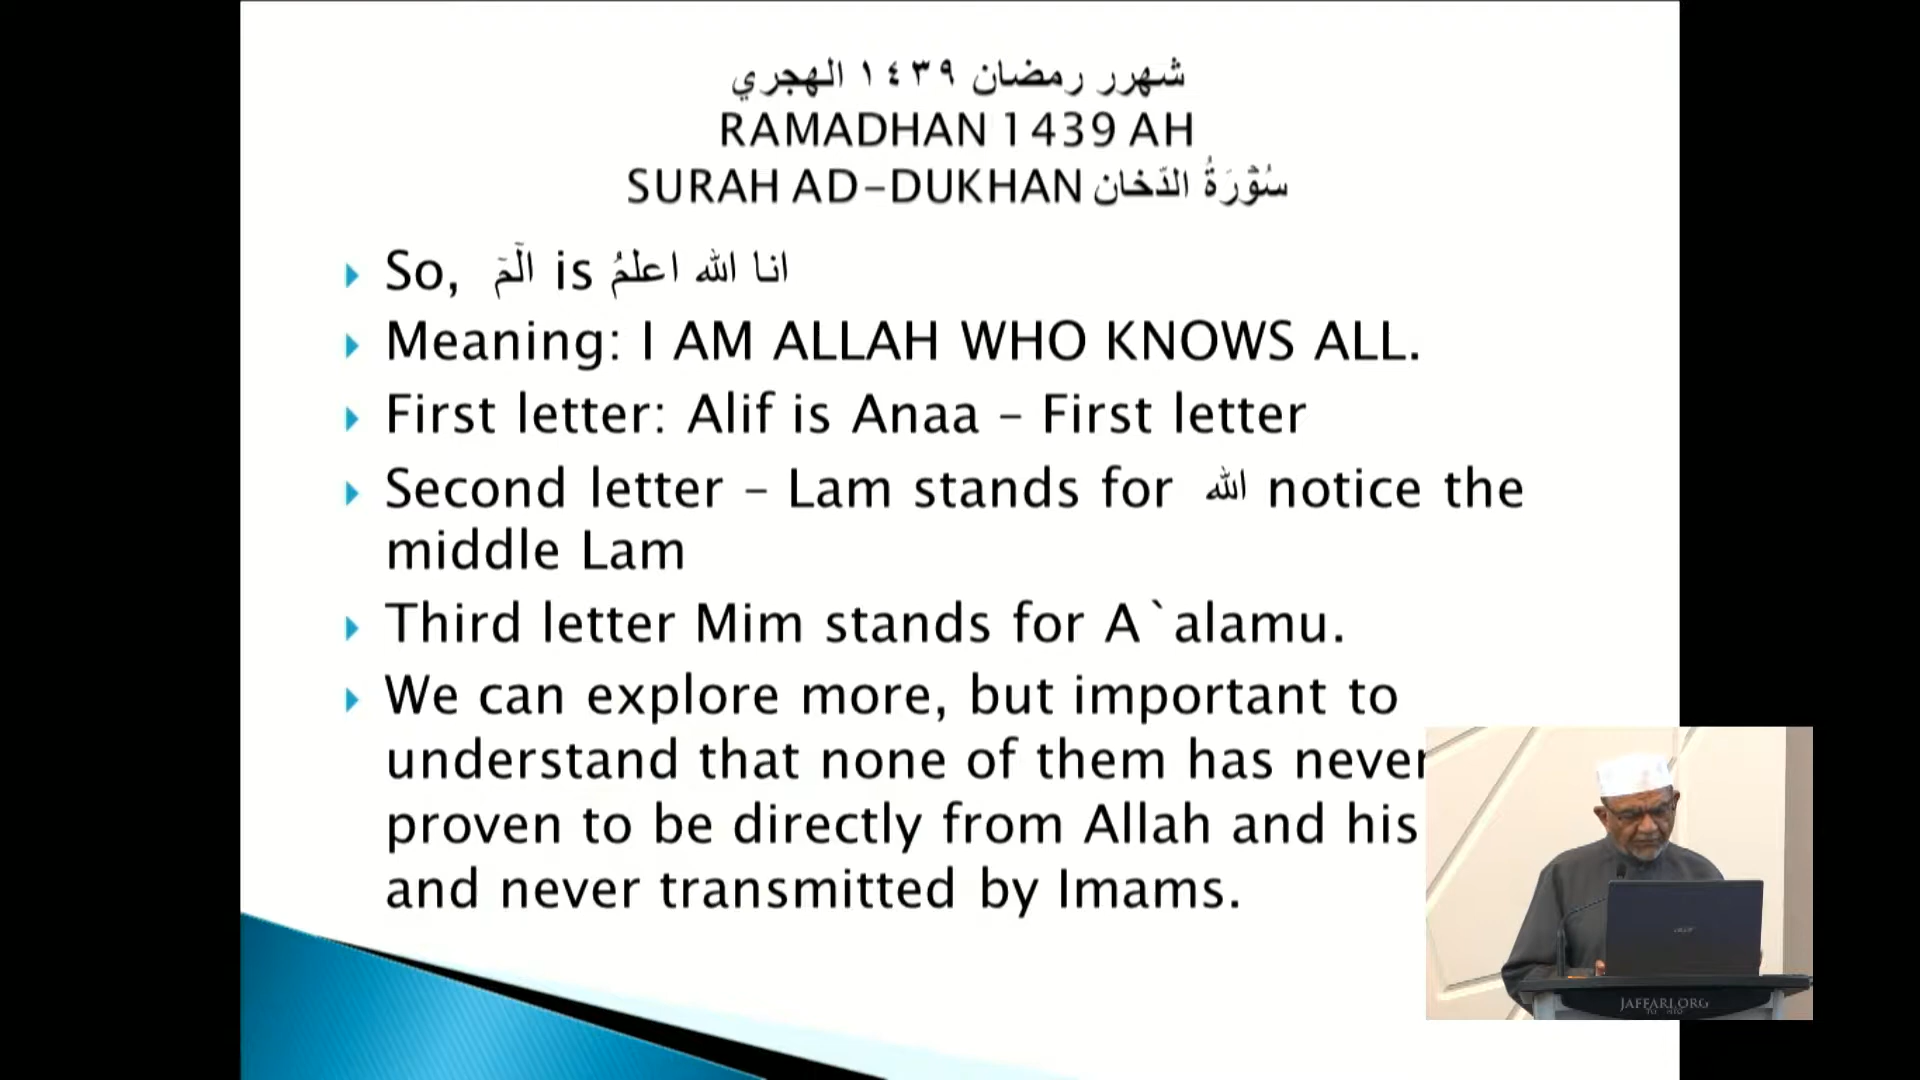 شهرر رمضان ١٤٣٩ الهجري
RAMADHAN 1439 AH
SURAH AD-DUKHAN سُوْرَةُ الدّخان
So, الٓمّ is انا الله اعلمُ
Meaning: I AM ALLAH WHO KNOWS ALL.
First letter: Alif is Anaa – First letter
Second letter – Lam stands for الله notice the
middle Lam
Third letter Mim stands for A`alamu.
We can explore more, but important to
understand that none of them has never
proven to be directly from Allah and his
and never transmitted by Imams.
acer
JAFFARI.ORG